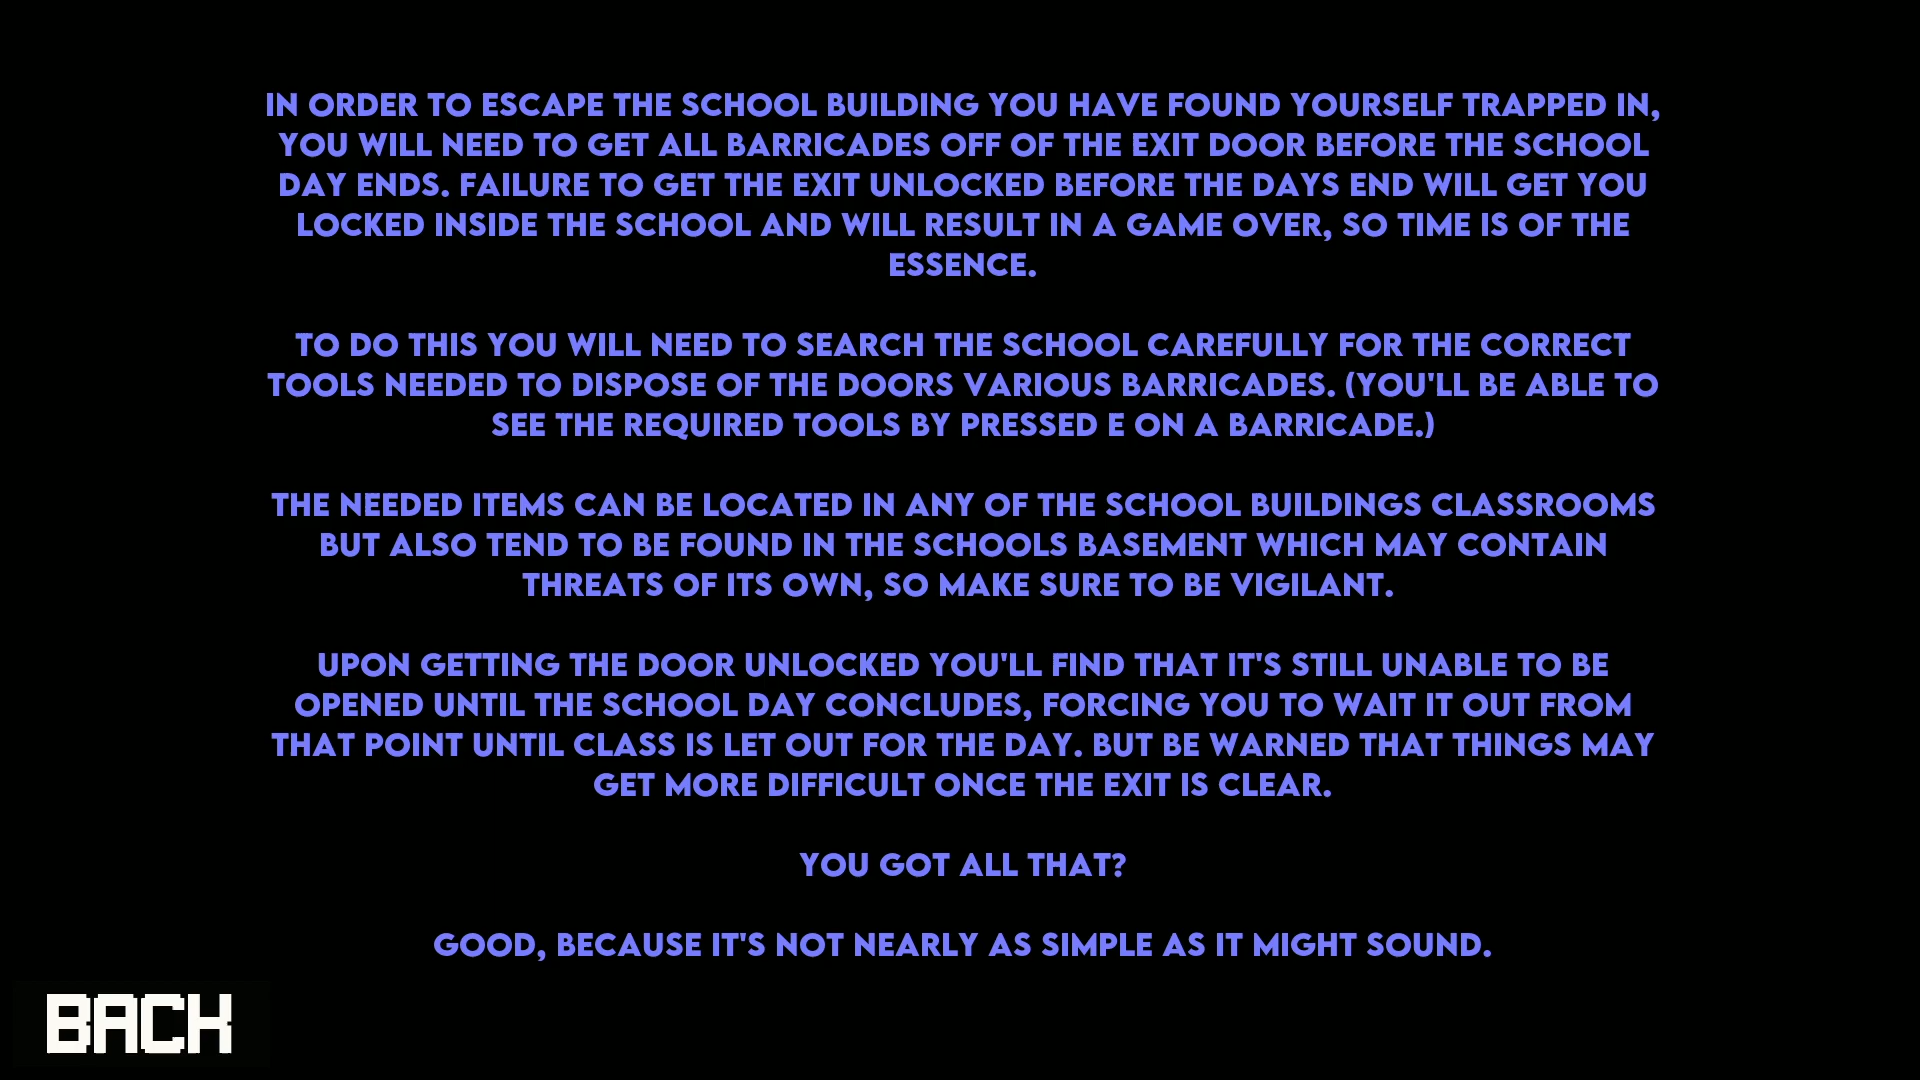 IN ORDER TO ESCAPE THE SCHOOL BUILDING YOU HAVE FOUND YOURSELF TRAPPED IN,
YOU WILL NEED TO GET ALL BARRICADES OFF OF THE EXIT DOOR BEFORE THE SCHOOL
DAY ENDS. FAILURE TO GET THE EXIT UNLOCKED BEFORE THE DAYS END WILL GET YOU
LOCKED INSIDE THE SCHOOL AND WILL RESULT IN A GAME OVER, SO TIME IS OF THE
ESSENCE.
TO DO THIS YOU WILL NEED TO SEARCH THE SCHOOL CAREFULLY FOR THE CORRECT
TOOLS NEEDED TO DISPOSE OF THE DOORS VARIOUS BARRICADES. (YOU'LL BE ABLE TO
SEE THE REQUIRED TOOLS BY PRESSED E ON A BARRICADE.)
THE NEEDED ITEMS CAN BE LOCATED IN ANY OF THE SCHOOL BUILDINGS CLASSROOMS
BUT ALSO TEND TO BE FOUND IN THE SCHOOLS BASEMENT WHICH MAY CONTAIN
THREATS OF ITS OWN, SO MAKE SURE TO BE VIGILANT.
UPON GETTING THE DOOR UNLOCKED YOU'LL FIND THAT IT'S STILL UNABLE TO BE
OPENED UNTIL THE SCHOOL DAY CONCLUDES, FORCING YOU TO WAIT IT OUT FROM
THAT POINT UNTIL CLASS IS LET OUT FOR THE DAY. BUT BE WARNED THAT THINGS MAY
GET MORE DIFFICULT ONCE THE EXIT IS CLEAR.
YOU GOT ALL THAT?
GOOD, BECAUSE IT'S NOT NEARLY AS SIMPLE AS IT MIGHT SOUND.
BACK